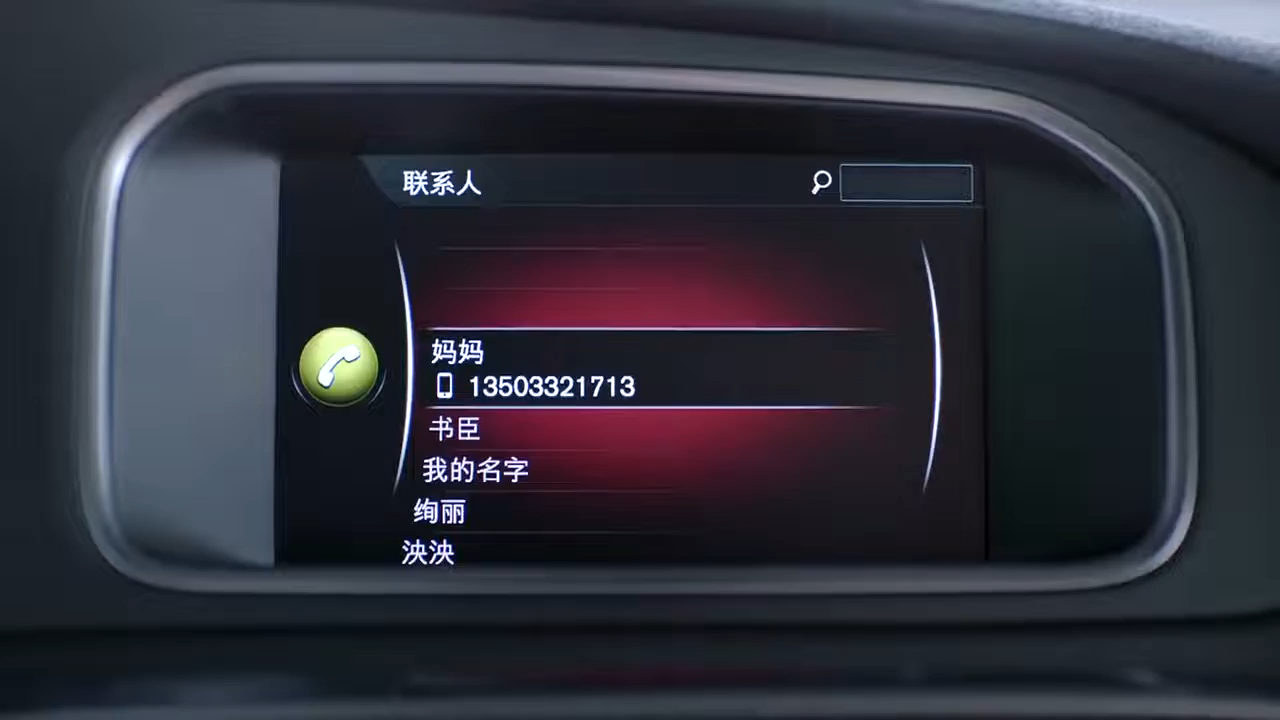 联系人
妈妈
13503321713
书臣
我的名字
绚丽
泱泱